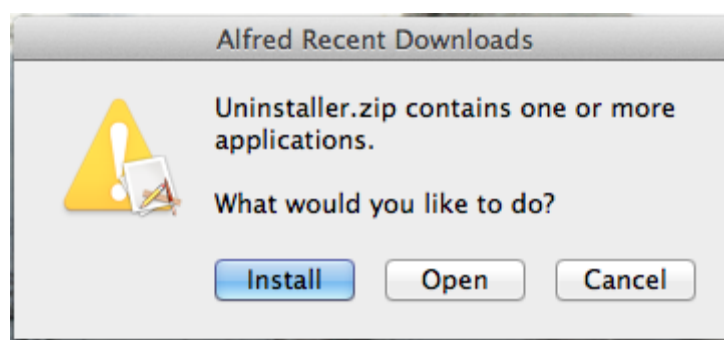 Alfred Recent Downloads
Uninstaller.zip contains one or more
applications.
What would you like to do?
Install Open Cancel